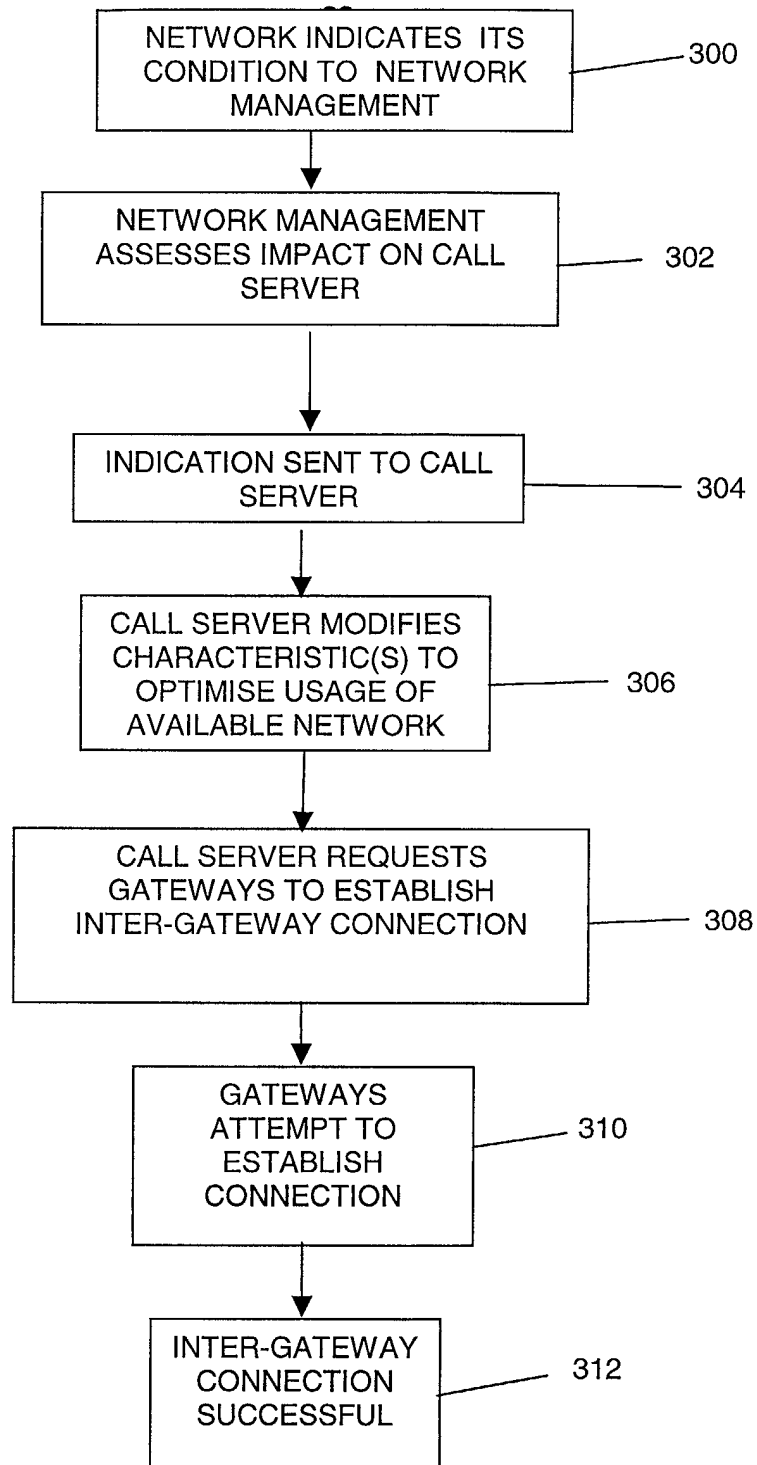 NETWORK INDICATES ITS
CONDITION TO NETWORK
MANAGEMENT
300
NETWORK MANAGEMENT
ASSESSES IMPACT ON CALL
SERVER
302
INDICATION SENT TO CALL
SERVER
304
CALL SERVER MODIFIES
CHARACTERISTIC(S) TO
OPTIMISE USAGE OF
AVAILABLE NETWORK
306
CALL SERVER REQUESTS
GATEWAYS TO ESTABLISH
INTER-GATEWAY CONNECTION
308
GATEWAYS
ATTEMPT TO
ESTABLISH
CONNECTION
310
INTER-GATEWAY
CONNECTION
SUCCESSFUL
312